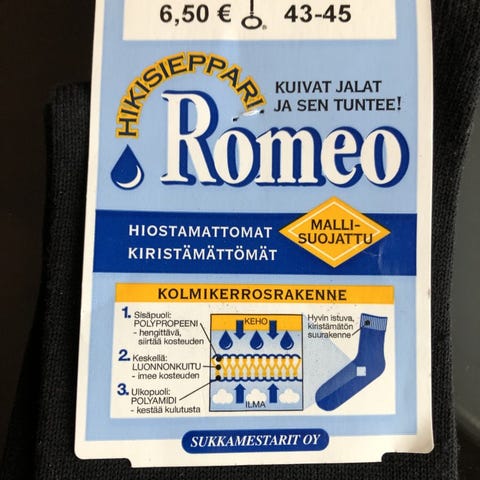 6,50 € 43-45
HIKISIEPPARI
KUIVAT JALAT
JA SEN TUNTEE!
Romeo
HIOSTAMATTOMAT
KIRISTÄMÄTTÖMÄT
MALLI-
SUOJATTU
KOLMIKERROSRAKENNE
1. Sisäpuoli:
POLYPROPEENI
- hengittävä,
siirtää kosteuden
2. Keskellä:
LUONNONKUITU
- imee kosteuden
3. Ulkopuoli:
POLYAMIDI
- kestää kulutusta
KEHO
ILMA
Hyvin istuva,
kiristämätön
suurakenne
SUKKAMESTARIT OY